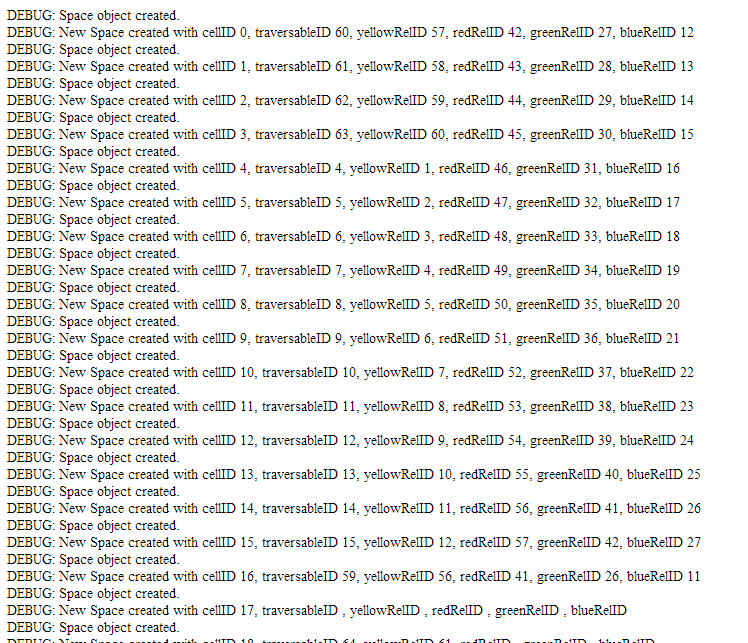 DEBUG: Space object created.
DEBUG: New Space created with cellID 0, traversableID 60, yellowRelID 57, redRelID 42, greenRelID 27, blueRelID 12
DEBUG: Space object created.
DEBUG: New Space created with cellID 1, traversableID 61, yellowRelID 58, redRelID 43, greenRelID 28, blueRelID 13
DEBUG: Space object created.
DEBUG: New Space created with cellID 2, traversableID 62, yellowRelID 59, redRelID 44, greenRelID 29, blueRelID 14
DEBUG: Space object created.
DEBUG: New Space created with cellID 3, traversableID 63, yellowRelID 60, redRelID 45, greenRelID 30, blueRelID 15
DEBUG: Space object created.
DEBUG: New Space created with cellID 4, traversableID 4, yellowRelID 1, redRelID 46, greenRelID 31, blueRelID 16
DEBUG: Space object created.
DEBUG: New Space created with cellID 5, traversableID 5, yellowRelID 2, redRelID 47, greenRelID 32, blueRelID 17
DEBUG: Space object created.
DEBUG: New Space created with cellID 6, traversableID 6, yellowRelID 3, redRelID 48, greenRelID 33, blueRelID 18
DEBUG: Space object created.
DEBUG: New Space created with cellID 7, traversableID 7, yellowRelID 4, redRelID 49, greenRelID 34, blueRelID 19
DEBUG: Space object created.
DEBUG: New Space created with cellID 8, traversableID 8, yellowRelID 5, redRelID 50, greenRelID 35, blueRelID 20
DEBUG: Space object created.
DEBUG: New Space created with cellID 9, traversableID 9, yellowRelID 6, redRelID 51, greenRelID 36, blueRelID 21
DEBUG: Space object created.
DEBUG: New Space created with cellID 10, traversableID 10, yellowRelID 7, redRelID 52, greenRelID 37, blueRelID 22
DEBUG: Space object created.
DEBUG: New Space created with cellID 11, traversableID 11, yellowRelID 8, redRelID 53, greenRelID 38, blueRelID 23
DEBUG: Space object created.
DEBUG: New Space created with cellID 12, traversableID 12, yellowRelID 9, redRelID 54, greenRelID 39, blueRelID 24
DEBUG: Space object created.
DEBUG: New Space created with cellID 13, traversableID 13, yellowRelID 10, redRelID 55, greenRelID 40, blueRelID 25
DEBUG: Space object created.
DEBUG: New Space created with cellID 14, traversableID 14, yellowRelID 11, redRelID 56, greenRelID 41, blueRelID 26
DEBUG: Space object created.
DEBUG: New Space created with cellID 15, traversableID 15, yellowRelID 12, redRelID 57, greenRelID 42, blueRelID 27
DEBUG: Space object created.
DEBUG: New Space created with cellID 16, traversableID 59, yellowRelID 56, redRelID 41, greenRelID 26, blueRelID 11
DEBUG: Space object created.
DEBUG: New Space created with cellID 17, traversableID , yellowRelID , redRelID , greenRelID , blueRelID
DEBUG: Space object created.